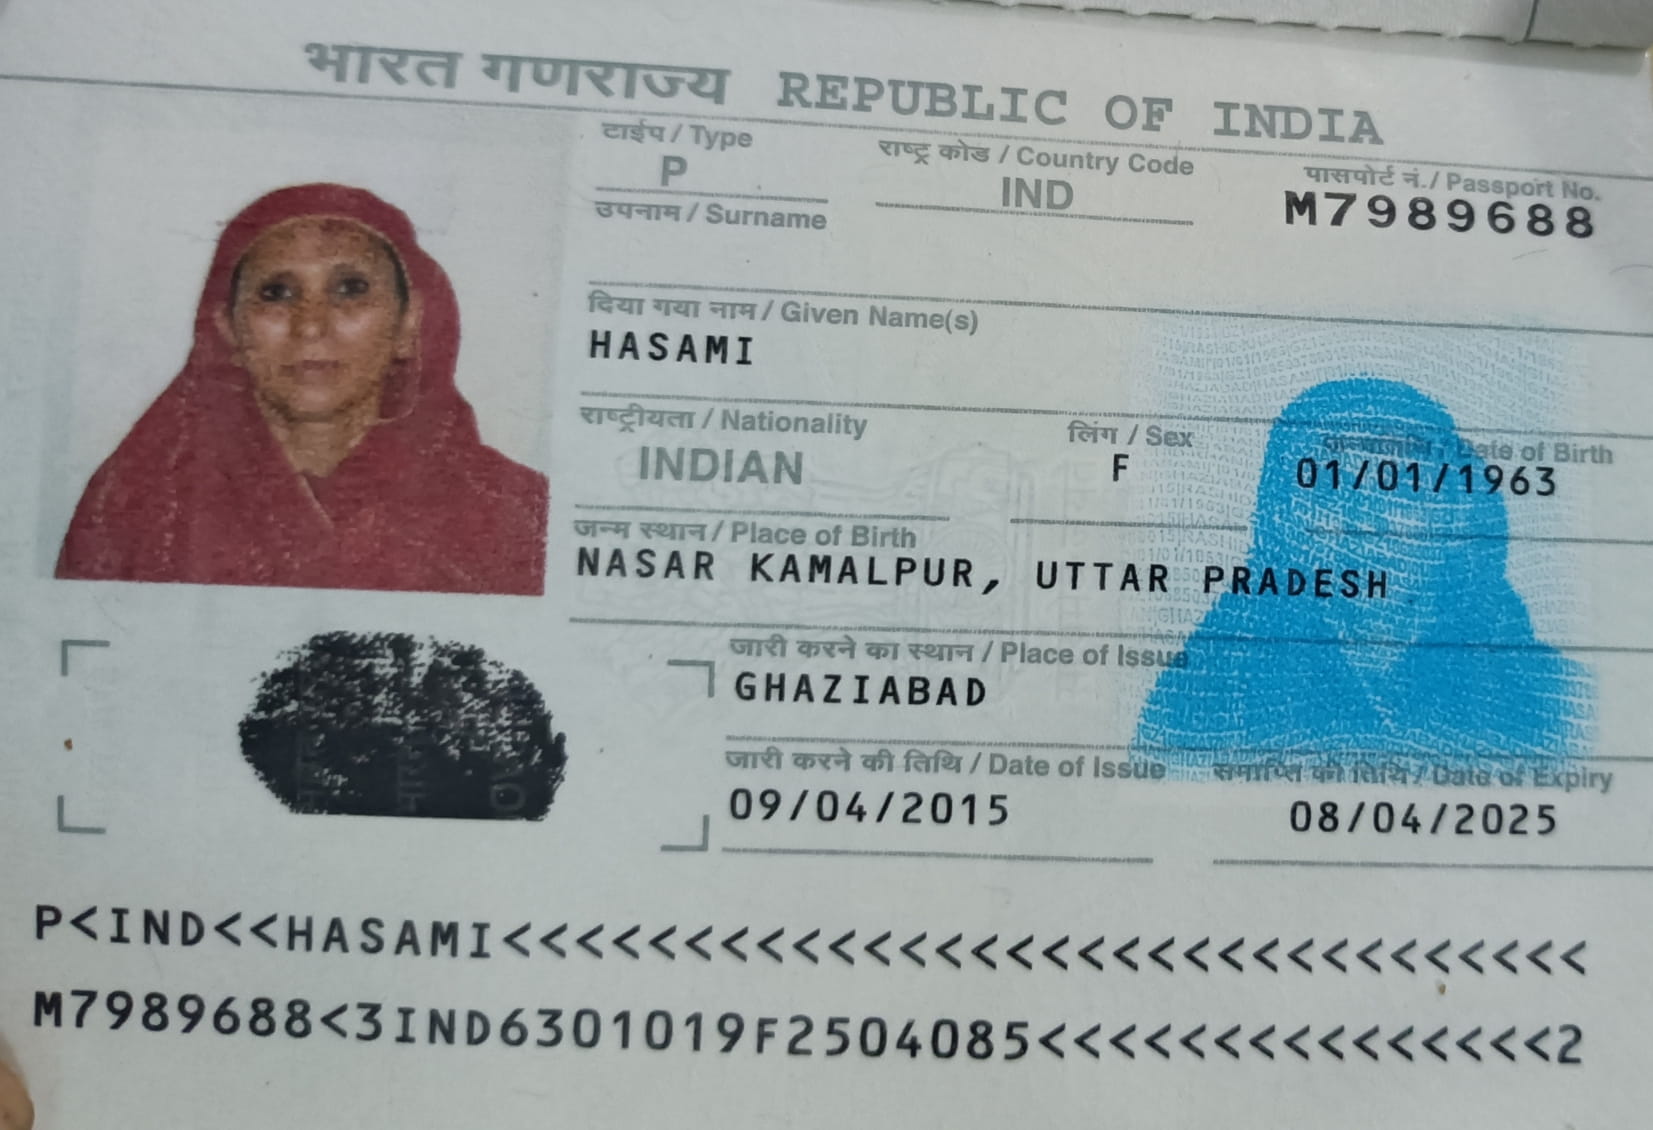 भारत गणराज्य REPUBLIC OF INDIA
टाईप / Type
P
राष्ट्र कोड / Country Code
IND
पासपोर्ट नं. / Passport No.
M7989688
उपनाम / Surname
दिया गया नाम / Given Name(s)
HASAMI
राष्ट्रीयता / Nationality
INDIAN
लिंग / Sex
F
Date of Birth
01/01/1963
जन्म स्थान / Place of Birth
NASAR KAMALPUR, UTTAR PRADESH
जारी करने का स्थान / Place of Issue
GHAZIABAD
जारी करने की तिथि / Date of Issue
09/04/2015
समाप्ति की तिथि / Date of Expiry
08/04/2025
P<IND<<HASAMI<<<<<<<<<<<<<<<<<<<<<<<<<<<<<<<
M7989688<3IND6301019F2504085<<<<<<<<<<<<<<<2